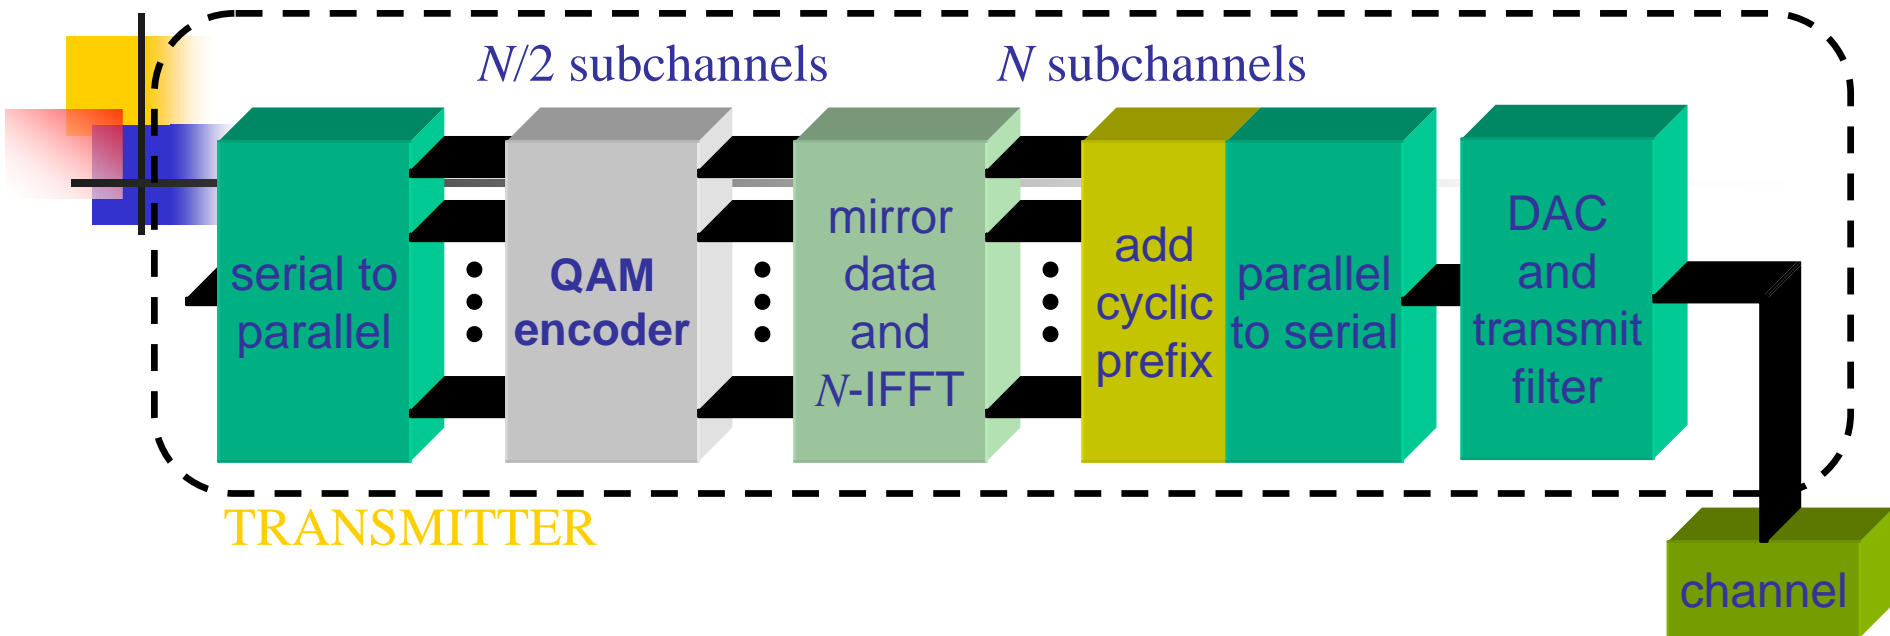 N/2 subchannels
N subchannels
serial to
parallel
QAM
encoder
mirror
data
and
N-IFFT
add
cyclic
prefix
parallel
to serial
DAC
and
transmit
filter
TRANSMITTER
channel